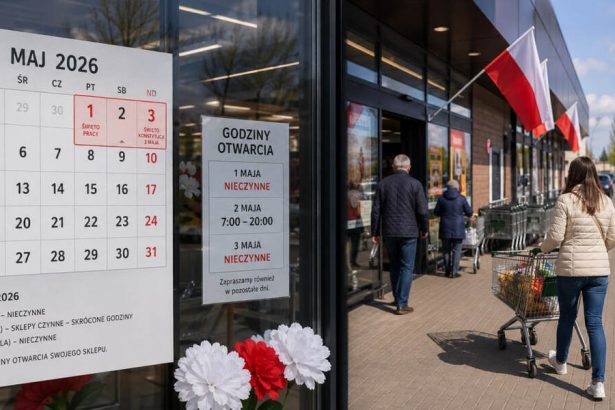 MAJ 2026
ŚR CZ PT SB ND
29 30 1 2 3
ŚWIĘTO PRACY
ŚWIĘTO KONSTYTUCJI 3 MAJA
6 7 8 9 10
13 14 15 16 17
20 21 22 23 24
27 28 29 30 31
2026
– NIECZYNNE
) – SKLEPY CZYNNE – SKRÓCONE GODZINY
LA) – NIECZYNNE
NY OTWARCIA SWOJEGO SKLEPU.
GODZINY
OTWARCIA
1 MAJA
NIECZYNNE
2 MAJA
7:00 – 20:00
3 MAJA
NIECZYNNE
Zapraszamy również
w pozostałe dni.